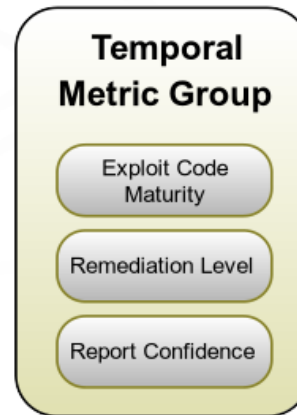 Temporal
Metric Group
Exploit Code
Maturity
Remediation Level
Report Confidence